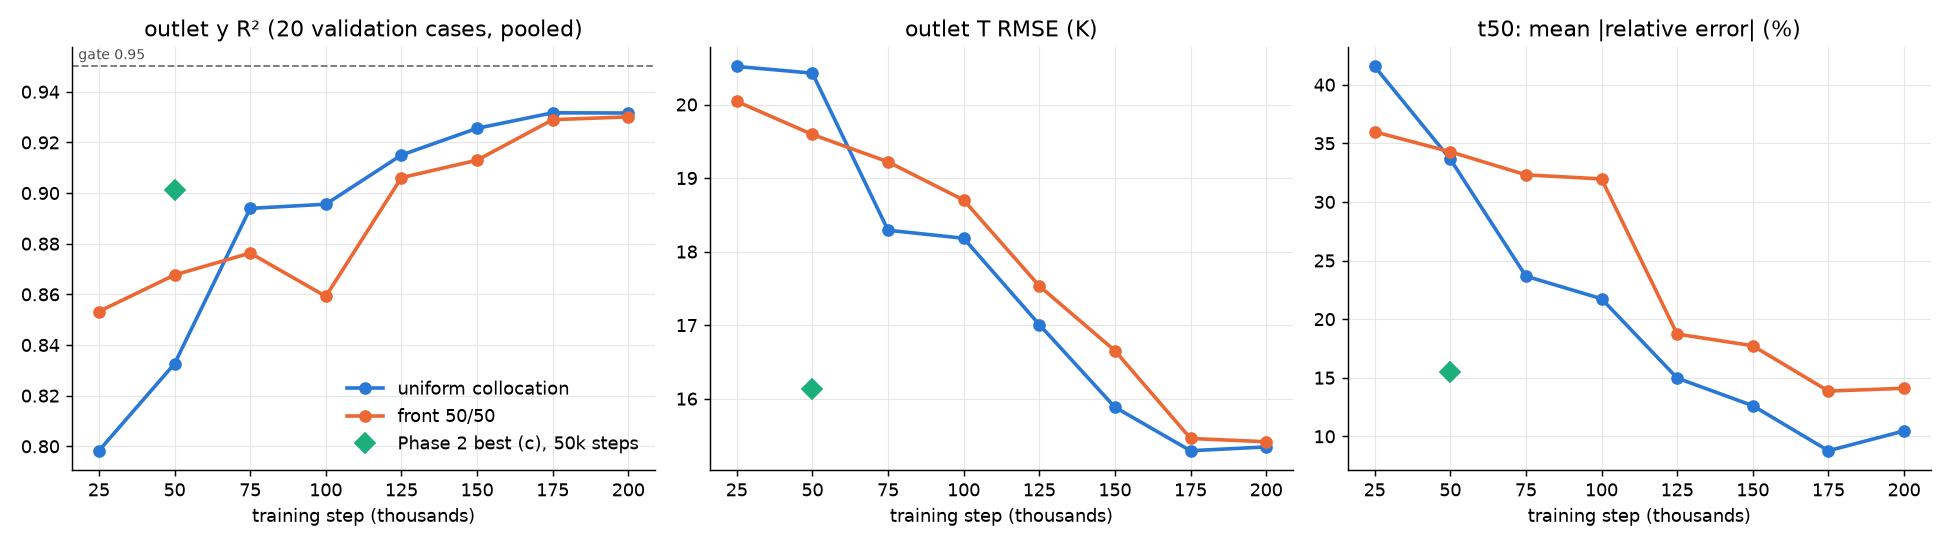 outlet y R² (20 validation cases, pooled)
gate 0.95
0.94
0.92
0.90
0.88
0.86
0.84
0.82
0.80
uniform collocation
front 50/50
Phase 2 best (c), 50k steps
25 50 75 100 125 150 175 200
training step (thousands)
outlet T RMSE (K)
20
19
18
17
16
25 50 75 100 125 150 175 200
training step (thousands)
t50: mean |relative error| (%)
40
35
30
25
20
15
10
25 50 75 100 125 150 175 200
training step (thousands)